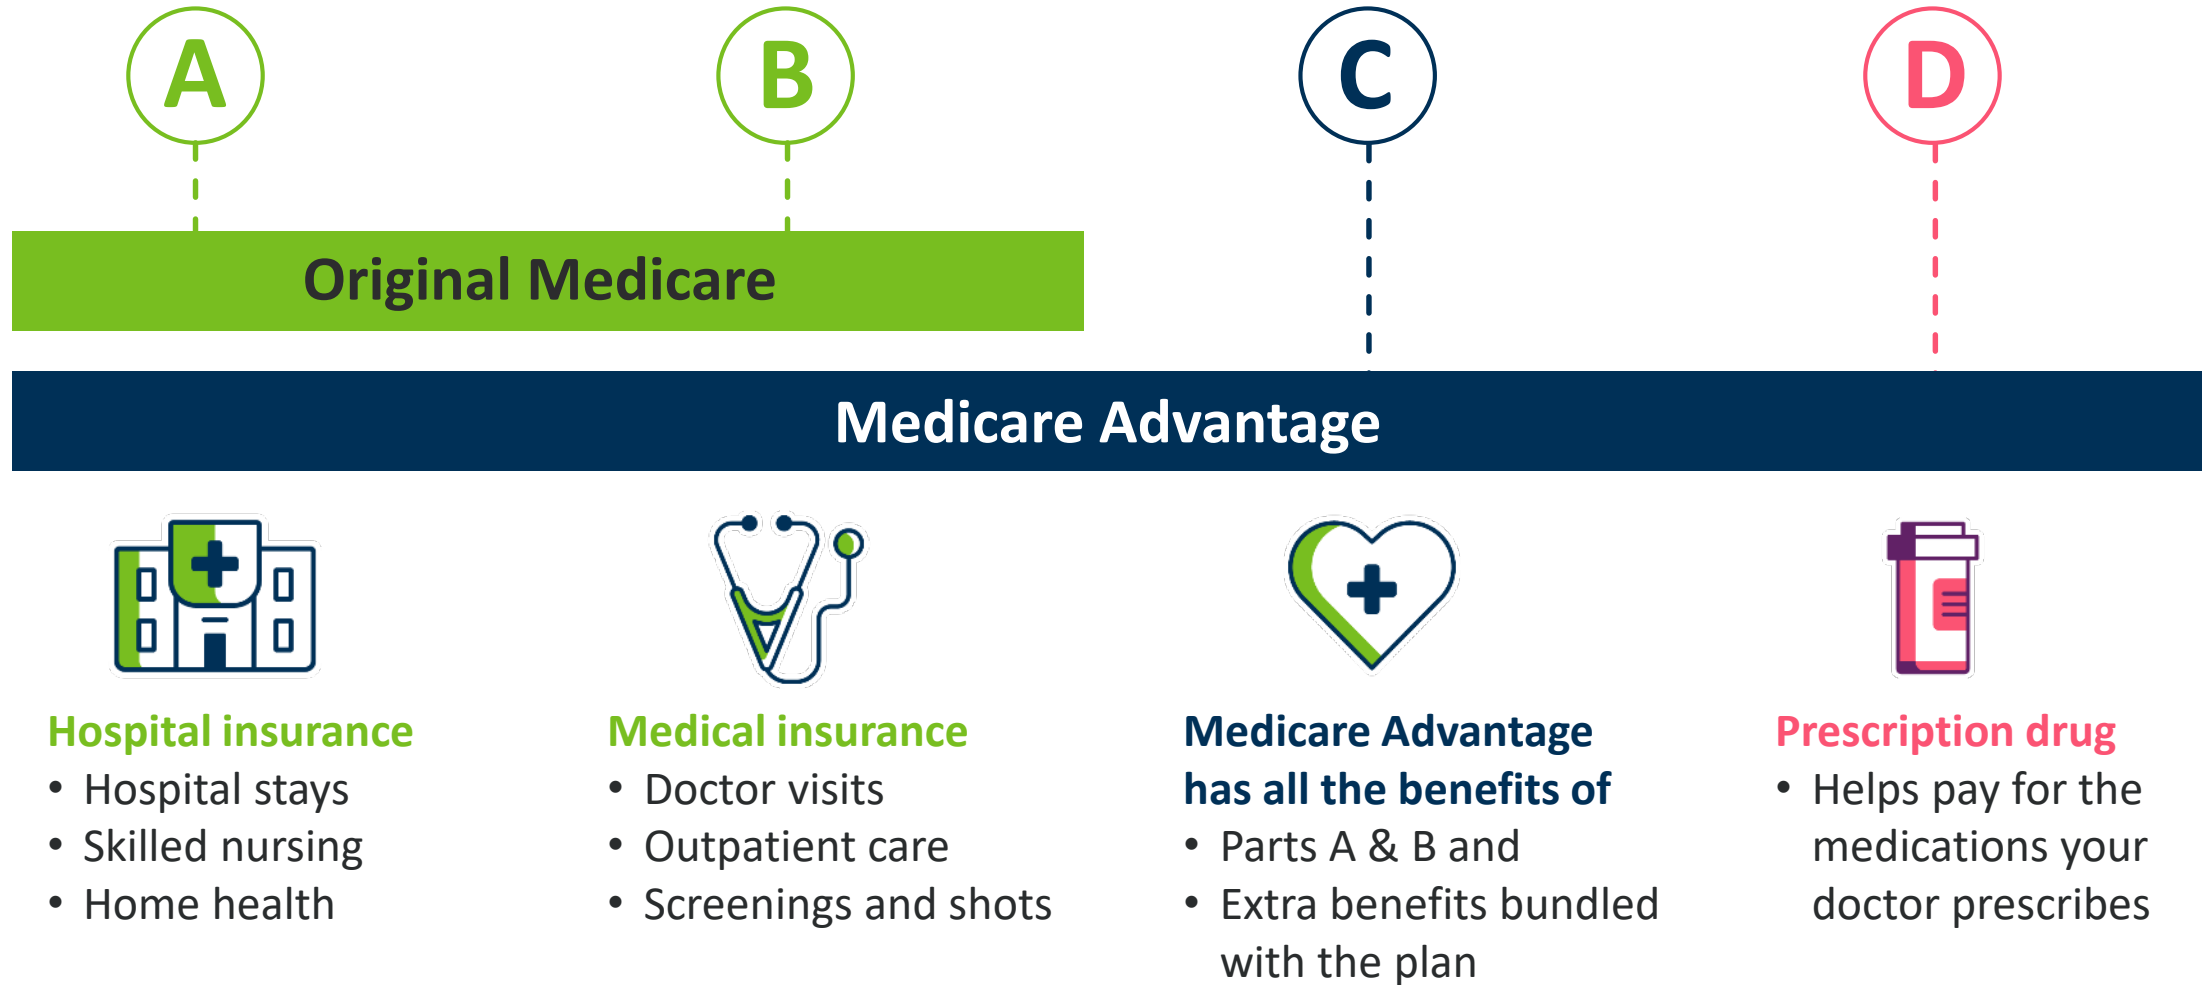 A
B
C
D
Original Medicare
Medicare Advantage
Hospital insurance
• Hospital stays
• Skilled nursing
• Home health
Medical insurance
• Doctor visits
• Outpatient care
• Screenings and shots
Medicare Advantage
has all the benefits of
• Parts A & B and
• Extra benefits bundled
with the plan
Prescription drug
• Helps pay for the
medications your
doctor prescribes